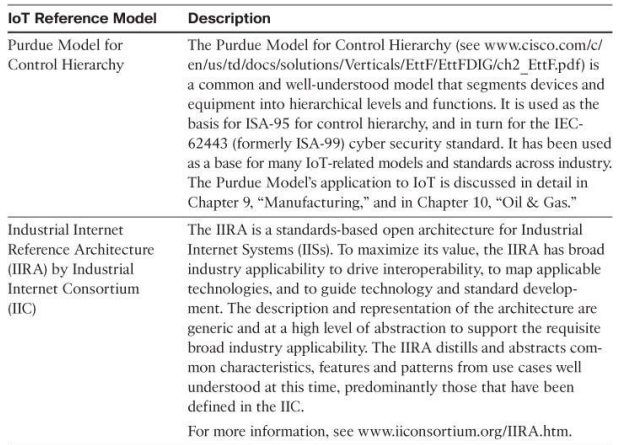 IoT Reference Model Description
Purdue Model for
Control Hierarchy
The Purdue Model for Control Hierarchy (see www.cisco.com/c/
en/us/td/docs/solutions/Verticals/EttF/EttFDIG/ch2_EttF.pdf) is
a common and well-understood model that segments devices and
equipment into hierarchical levels and functions. It is used as the
basis for ISA-95 for control hierarchy, and in turn for the IEC-
62443 (formerly ISA-99) cyber security standard. It has been used
as a base for many IoT-related models and standards across industry.
The Purdue Model's application to IoT is discussed in detail in
Chapter 9, “Manufacturing,” and in Chapter 10, “Oil & Gas.”
Industrial Internet
Reference Architecture
(IIRA) by Industrial
Internet Consortium
(IIC)
The IIRA is a standards-based open architecture for Industrial
Internet Systems (IISs). To maximize its value, the IIRA has broad
industry applicability to drive interoperability, to map applicable
technologies, and to guide technology and standard develop-
ment. The description and representation of the architecture are
generic and at a high level of abstraction to support the requisite
broad industry applicability. The IIRA distills and abstracts com-
mon characteristics, features and patterns from use cases well
understood at this time, predominantly those that have been
defined in the IIC.
For more information, see www.iiconsortium.org/IIRA.htm.